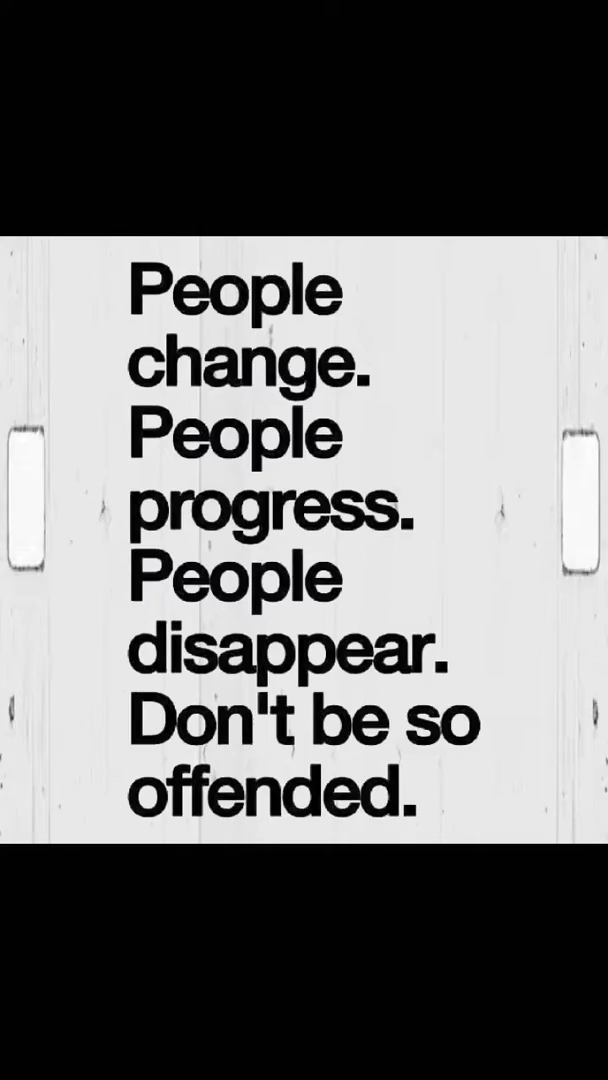 People
change.
People
progress.
People
disappear.
Don't be so
offended.